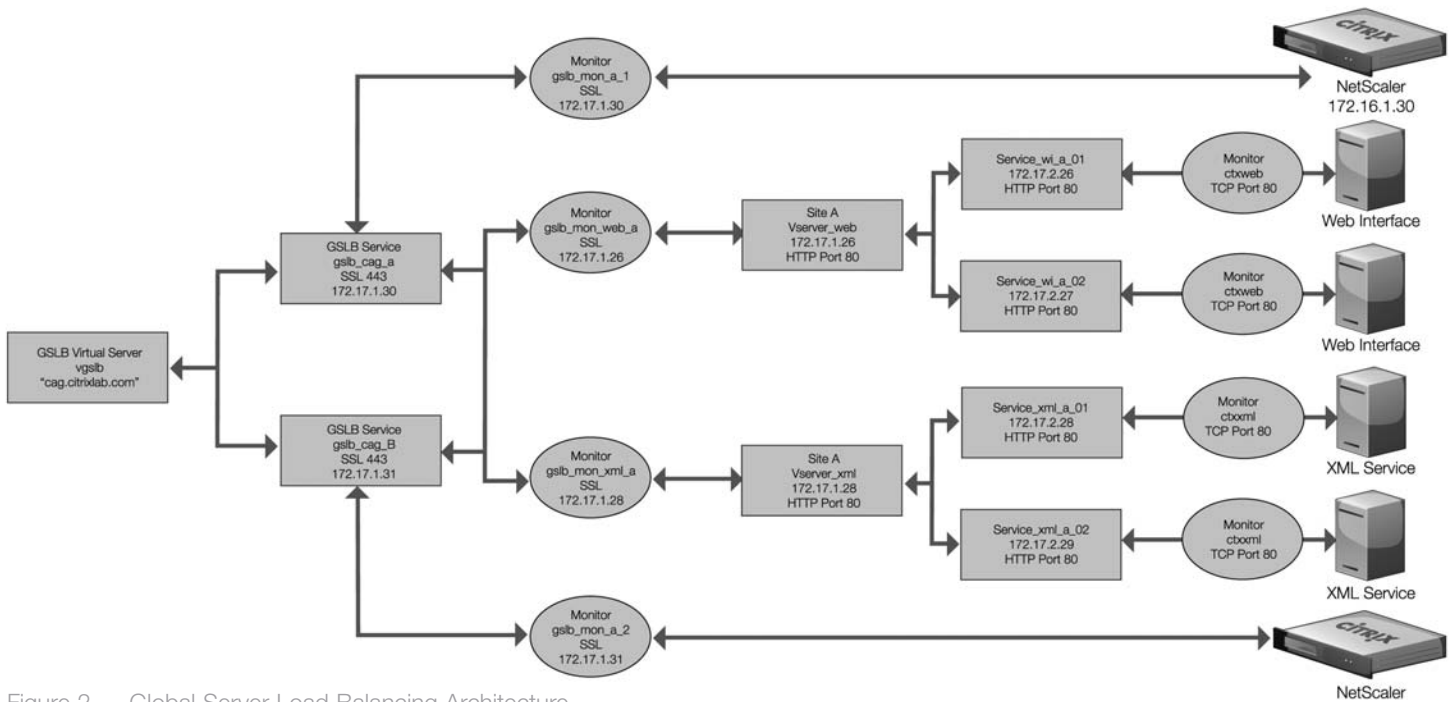 CITRIX
NetScaler
172.16.1.30
Monitor
gslb_mon_a_1
SSL
172.17.1.30
Service_wi_a_01
172.17.2.26
HTTP Port 80
Monitor
ctxweb
TCP Port 80
Web Interface
Monitor
gslb_mon_web_a
SSL
172.17.1.26
Site A
Vserver_web
172.17.1.26
HTTP Port 80
GSLB Service
gslb_cag_a
SSL 443
172.17.1.30
Service_wi_a_02
172.17.2.27
HTTP Port 80
Monitor
ctxweb
TCP Port 80
Web Interface
GSLB Virtual Server
vgslb
"cag.citrixlab.com"
GSLB Service
gslb_cag_B
SSL 443
172.17.1.31
Service_xml_a_01
172.17.2.28
HTTP Port 80
Monitor
ctxxml
TCP Port 80
XML Service
Monitor
gslb_mon_xml_a
SSL
172.17.1.28
Site A
Vserver_xml
172.17.1.28
HTTP Port 80
Service_xml_a_02
172.17.2.29
HTTP Port 80
Monitor
ctxxml
TCP Port 80
XML Service
Monitor
gslb_mon_a_2
SSL
172.17.1.31
CITRIX
NetScaler
Figure 2 Global Server Load Balancing Architecture